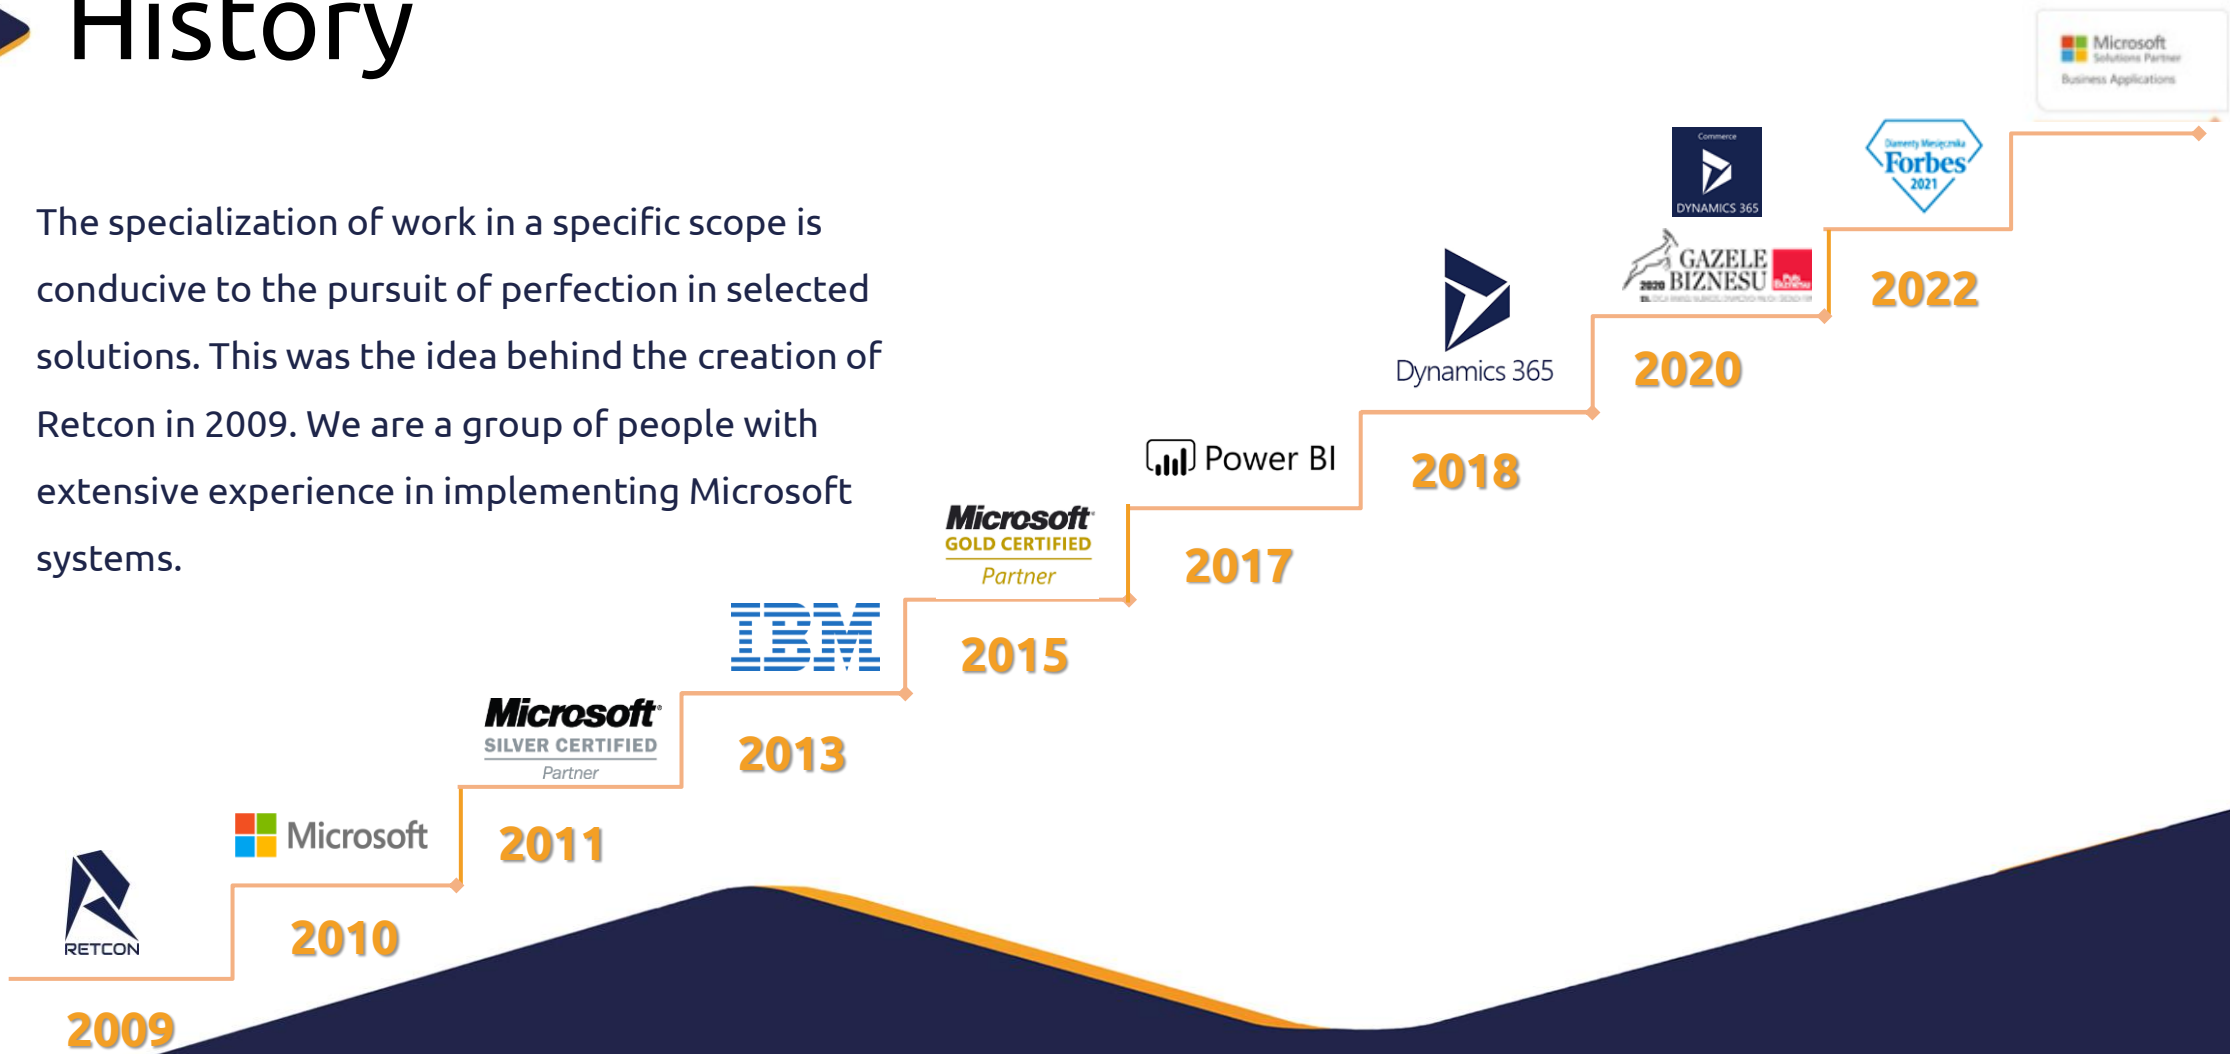 History
Microsoft
Solutions Partner
Business Applications
The specialization of work in a specific scope is
conducive to the pursuit of perfection in selected
solutions. This was the idea behind the creation of
Retcon in 2009. We are a group of people with
extensive experience in implementing Microsoft
systems.
RETCON
2009
Microsoft
2010
Microsoft
SILVER CERTIFIED
Partner
2011
IBM
2013
Microsoft
GOLD CERTIFIED
Partner
2015
Power BI
2017
Dynamics 365
2018
Commerce
DYNAMICS 365
GAZELE
2020 BIZNESU
Puls
Biznesu
2020
Diamenty Miesięcznika
Forbes
2021
2022